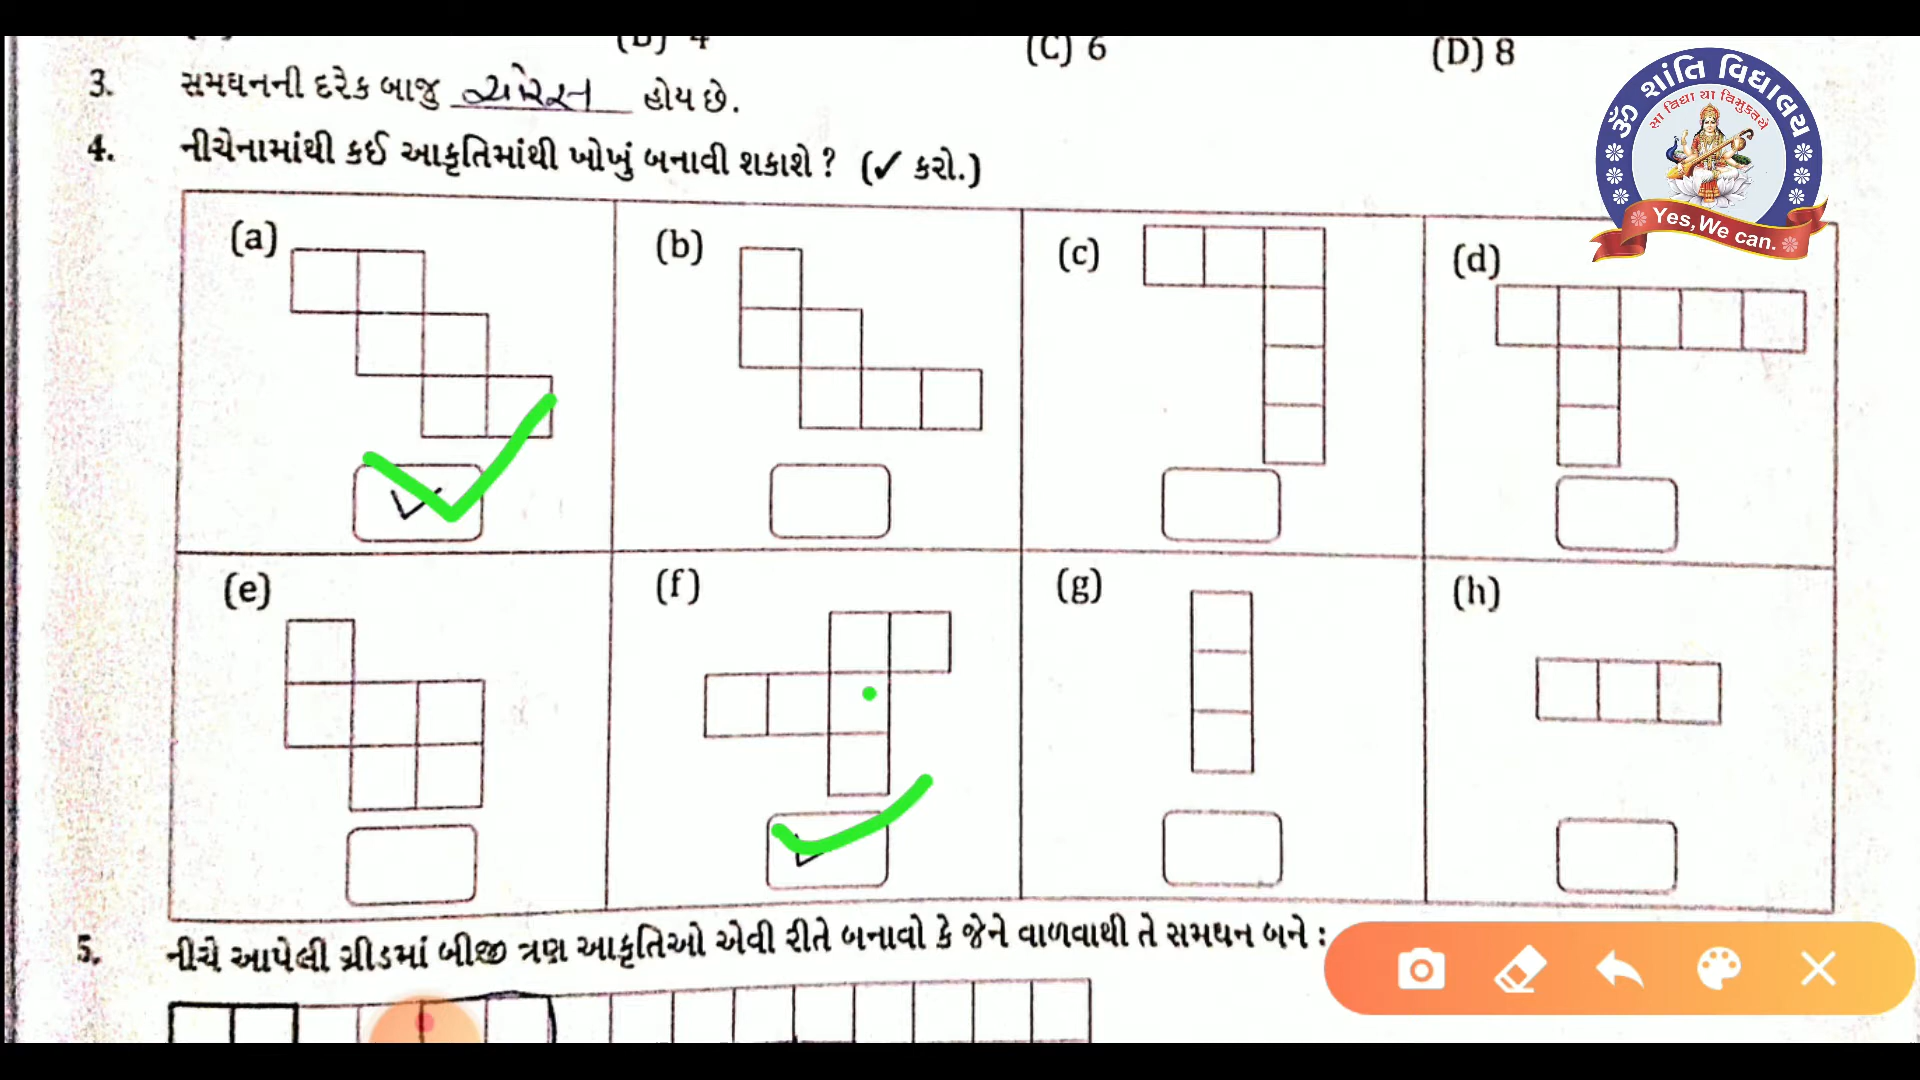 (B) 4
(C) 6
(D) 8
3. સમઘનની દરેક બાજુ ચોરસ હોય છે.
4. નીચેનામાંથી કઈ આકૃતિમાંથી ખોખું બનાવી શકાશે ? (✓ કરો.)
(a)
(b)
(c)
(d)
(e)
(f)
(g)
(h)
5. નીચે આપેલી ગ્રીડમાં બીજી ત્રણ આકૃતિઓ એવી રીતે બનાવો કે જેને વાળવાથી તે સમઘન બને :
ૐ શાંતિ વિદ્યાલય
સા વિદ્યા યા વિમુક્તયે
Yes, We can.